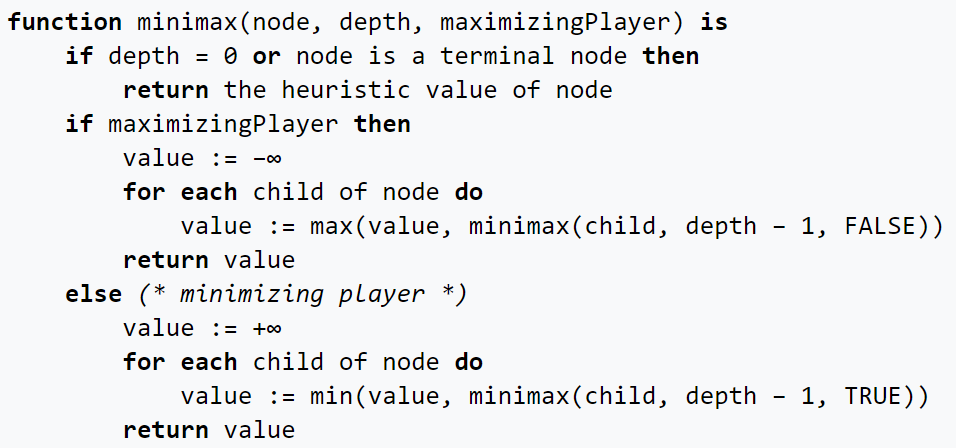 function minimax(node, depth, maximizingPlayer) is
    if depth = 0 or node is a terminal node then
        return the heuristic value of node
    if maximizingPlayer then
        value := −∞
        for each child of node do
            value := max(value, minimax(child, depth − 1, FALSE))
        return value
    else (* minimizing player *)
        value := +∞
        for each child of node do
            value := min(value, minimax(child, depth − 1, TRUE))
        return value